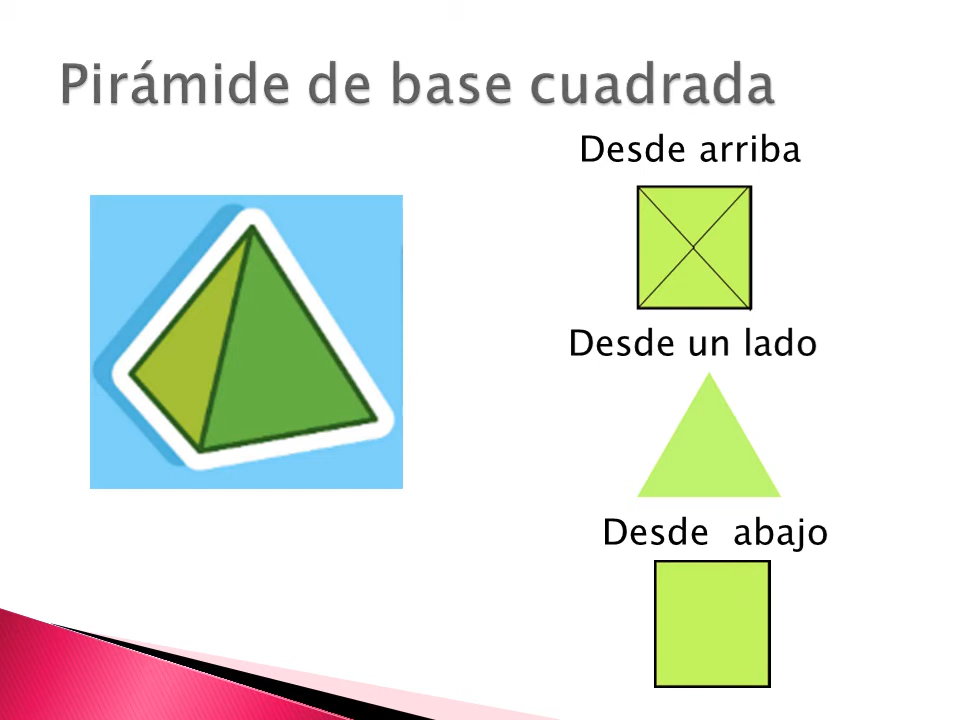 Pirámide de base cuadrada
Desde arriba
Desde un lado
Desde  abajo